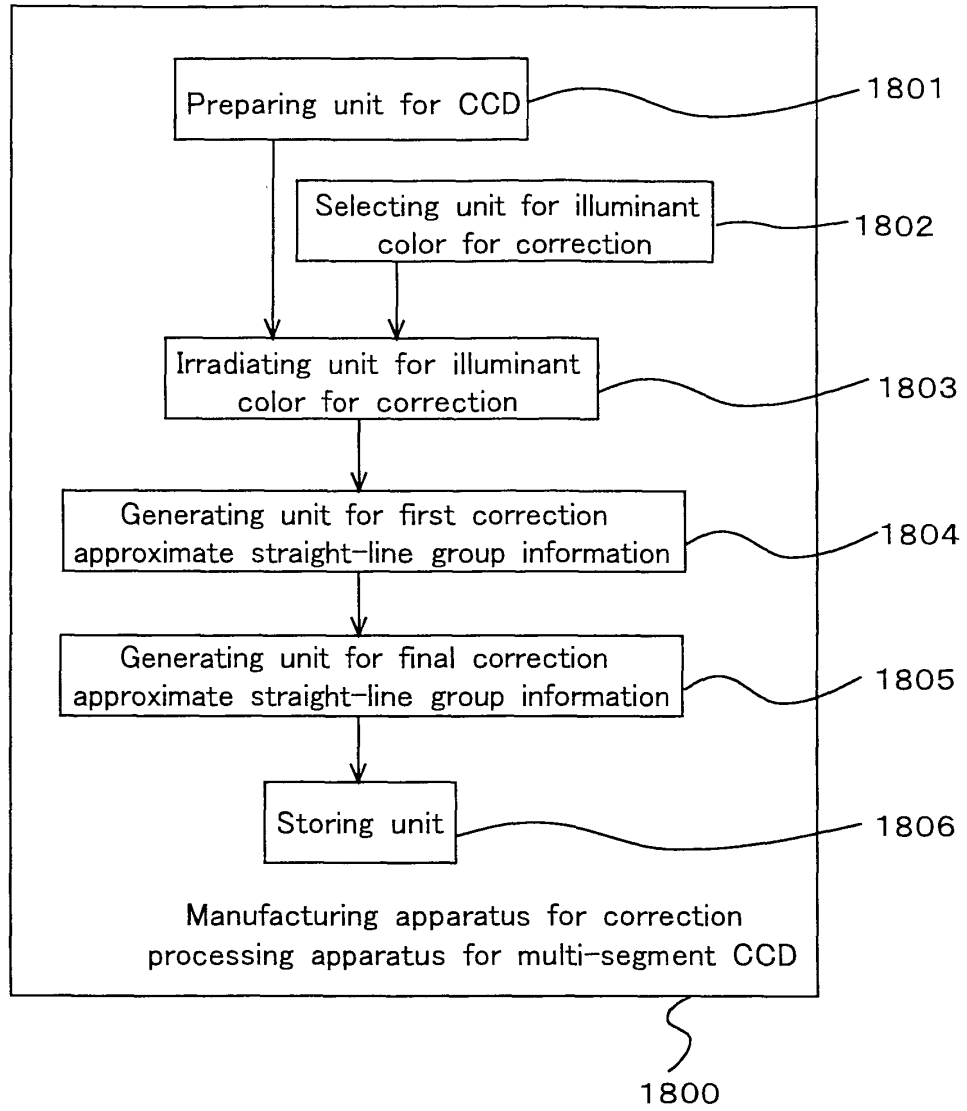 Preparing unit for CCD
1801
Selecting unit for illuminant
color for correction
1802
Irradiating unit for illuminant
color for correction
1803
Generating unit for first correction
approximate straight-line group information
1804
Generating unit for final correction
approximate straight-line group information
1805
Storing unit
1806
Manufacturing apparatus for correction
processing apparatus for multi-segment CCD
1800